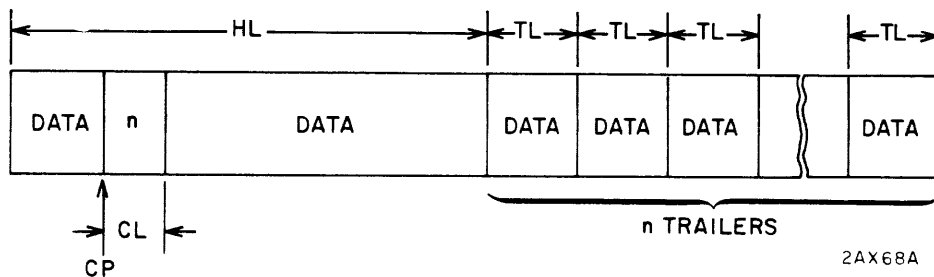 HL TL TL TL TL
DATA n DATA DATA DATA DATA DATA
CL
n TRAILERS
CP
2AX68A